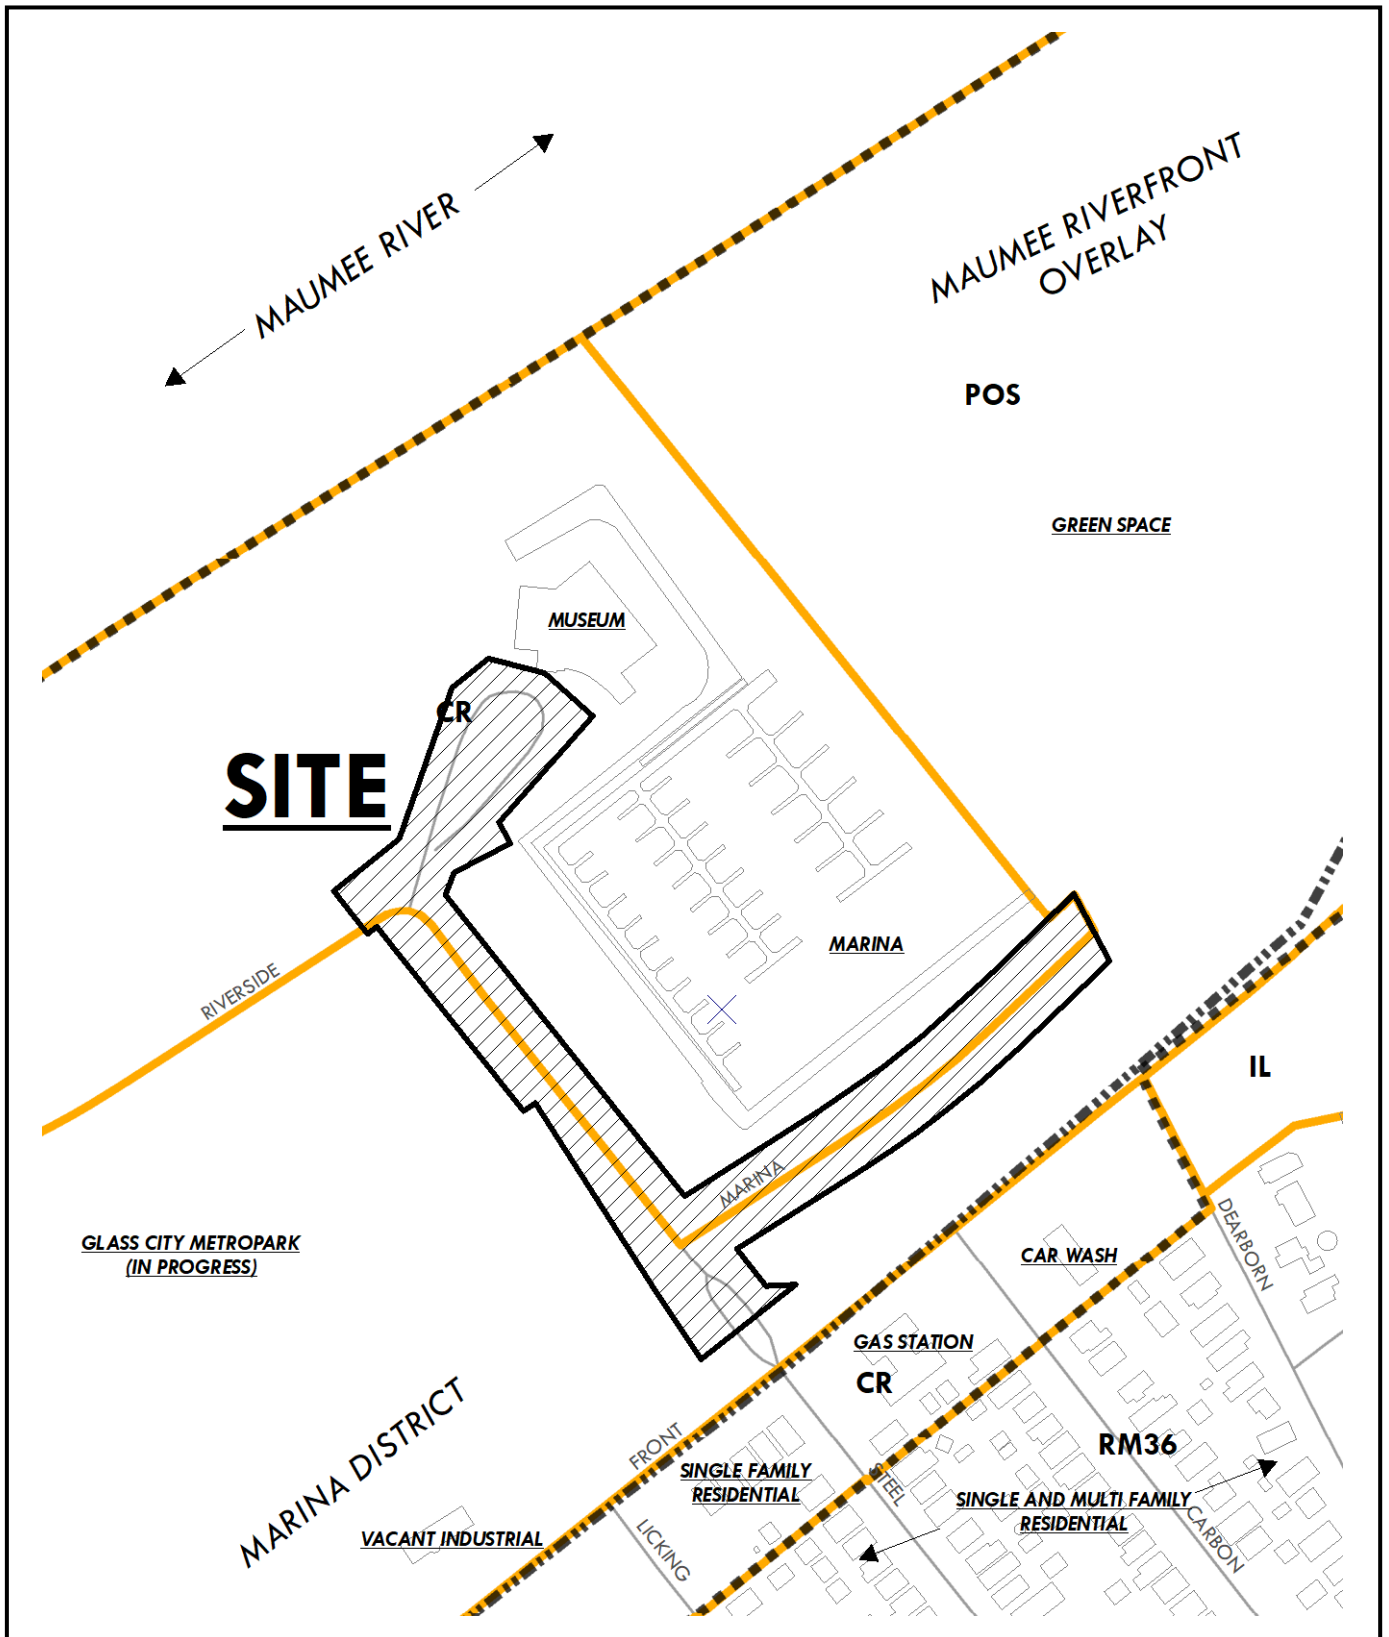 MAUMEE RIVER
MAUMEE RIVERFRONT
OVERLAY
POS
GREEN SPACE
MUSEUM
CR
SITE
MARINA
RIVERSIDE
IL
MARINA
DEARBORN
GLASS CITY METROPARK
(IN PROGRESS)
CAR WASH
GAS STATION
CR
MARINA DISTRICT
FRONT
RM36
SINGLE FAMILY
RESIDENTIAL
STEEL
SINGLE AND MULTI FAMILY
RESIDENTIAL
VACANT INDUSTRIAL
LICKING
CARBON